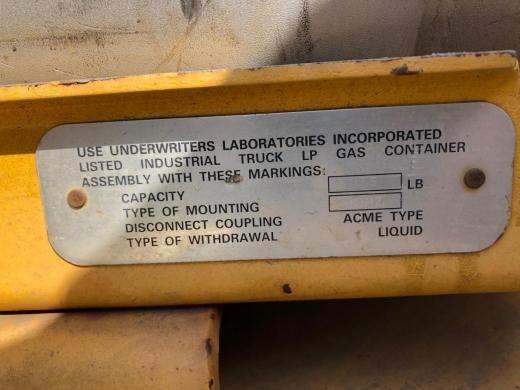 USE UNDERWRITERS LABORATORIES INCORPORATED
LISTED INDUSTRIAL TRUCK LP GAS CONTAINER
ASSEMBLY WITH THESE MARKINGS:
CAPACITY LB
TYPE OF MOUNTING
DISCONNECT COUPLING ACME TYPE
TYPE OF WITHDRAWAL LIQUID